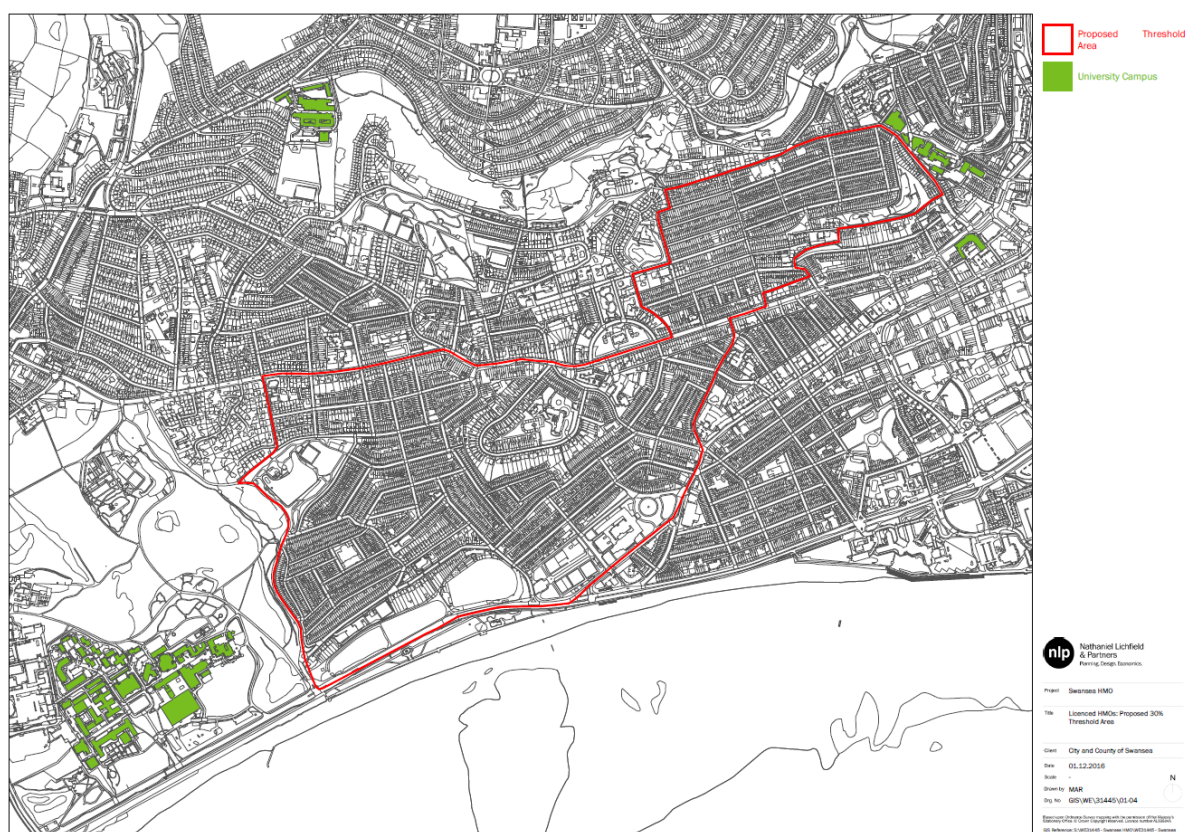 Proposed Threshold
Area
University Campus
nlp
Nathaniel Lichfield
& Partners
Planning. Design. Economics.
Project Swansea HMO
Title Licenced HMOs: Proposed 30%
Threshold Area
Client City and County of Swansea
Date 01.12.2016
Scale -
N
Drawn by MAR
Drg. No GIS\WE\31445\01-04